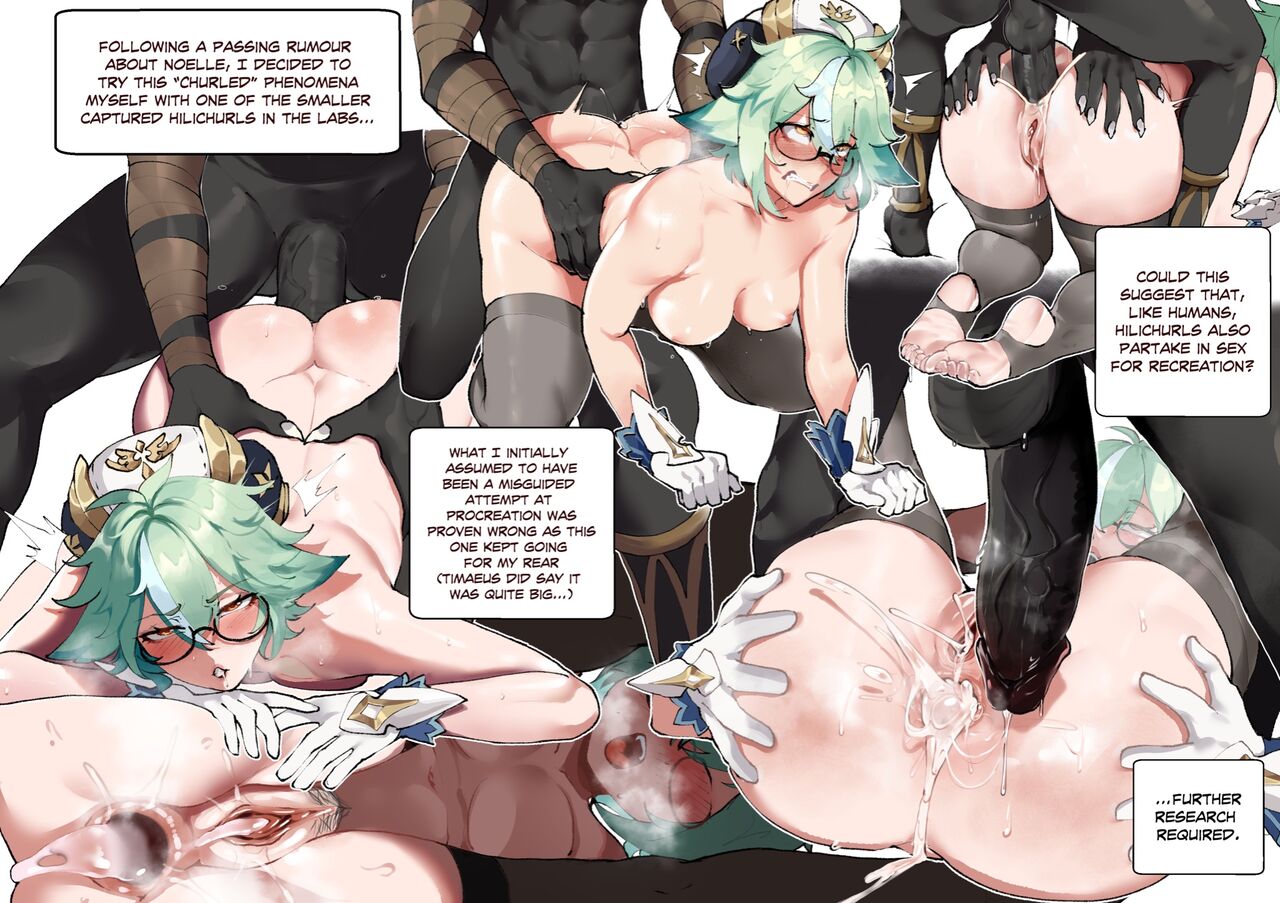 FOLLOWING A PASSING RUMOUR
ABOUT NOELLE, I DECIDED TO
TRY THIS “CHURLED” PHENOMENA
MYSELF WITH ONE OF THE SMALLER
CAPTURED HILICHURLS IN THE LABS...
WHAT I INITIALLY
ASSUMED TO HAVE
BEEN A MISGUIDED
ATTEMPT AT
PROCREATION WAS
PROVEN WRONG AS THIS
ONE KEPT GOING
FOR MY REAR
(TIMAEUS DID SAY IT
WAS QUITE BIG...)
COULD THIS
SUGGEST THAT,
LIKE HUMANS,
HILICHURLS ALSO
PARTAKE IN SEX
FOR RECREATION?
...FURTHER
RESEARCH
REQUIRED.